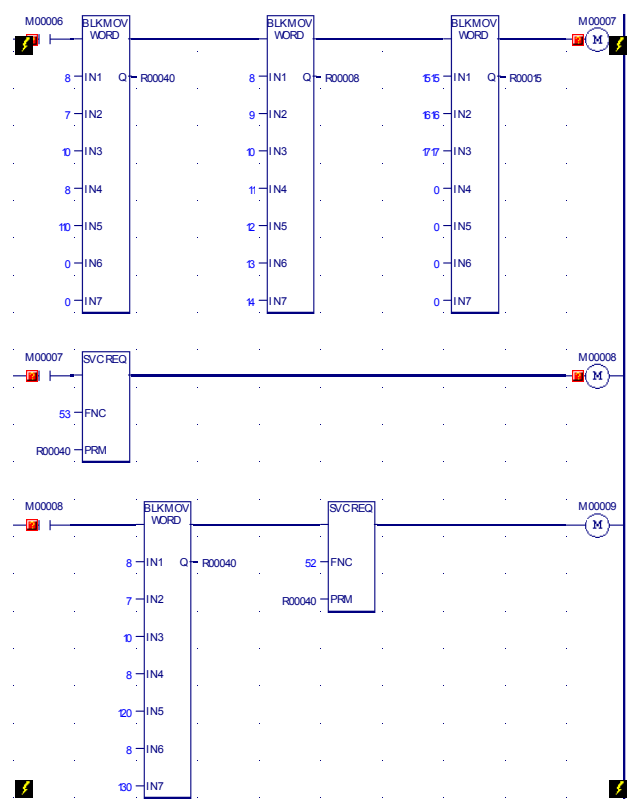 M00006 BLKMOV BLKMOV BLKMOV M00007
WORD WORD WORD
M
8 IN1 Q R00040 8 IN1 Q R00008 1515 IN1 Q R00015
7 IN2 9 IN2 1616 IN2
10 IN3 10 IN3 1717 IN3
8 IN4 11 IN4 0 IN4
110 IN5 12 IN5 0 IN5
0 IN6 13 IN6 0 IN6
0 IN7 14 IN7 0 IN7
M00007 SVCREQ M00008
M
53 FNC
R00040 PRM
M00008 BLKMOV SVCREQ M00009
WORD
M
8 IN1 Q R00040 52 FNC
7 IN2 R00040 PRM
10 IN3
8 IN4
120 IN5
8 IN6
130 IN7